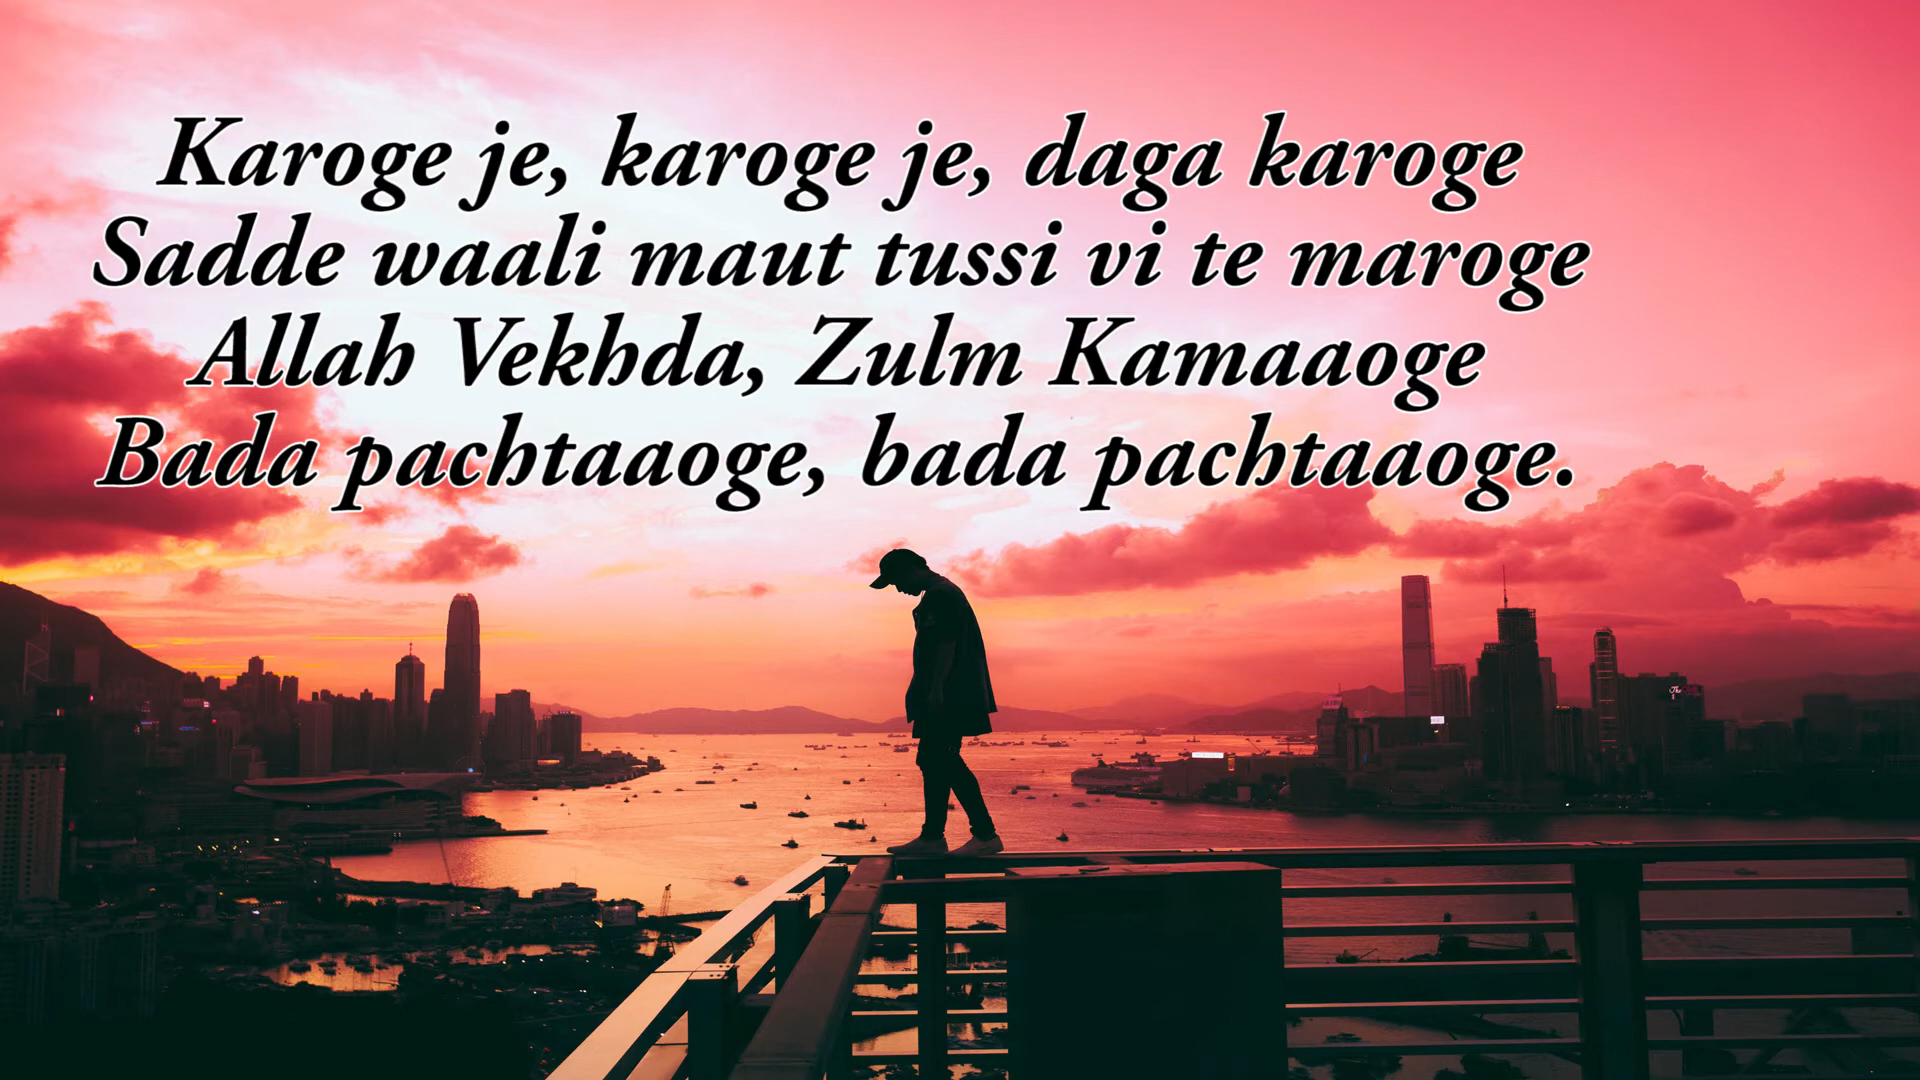 Karoge je, karoge je, daga karoge
Sadde waali maut tussi vi te maroge
Allah Vekhda, Zulm Kamaaoge
Bada pachtaaoge, bada pachtaaoge.